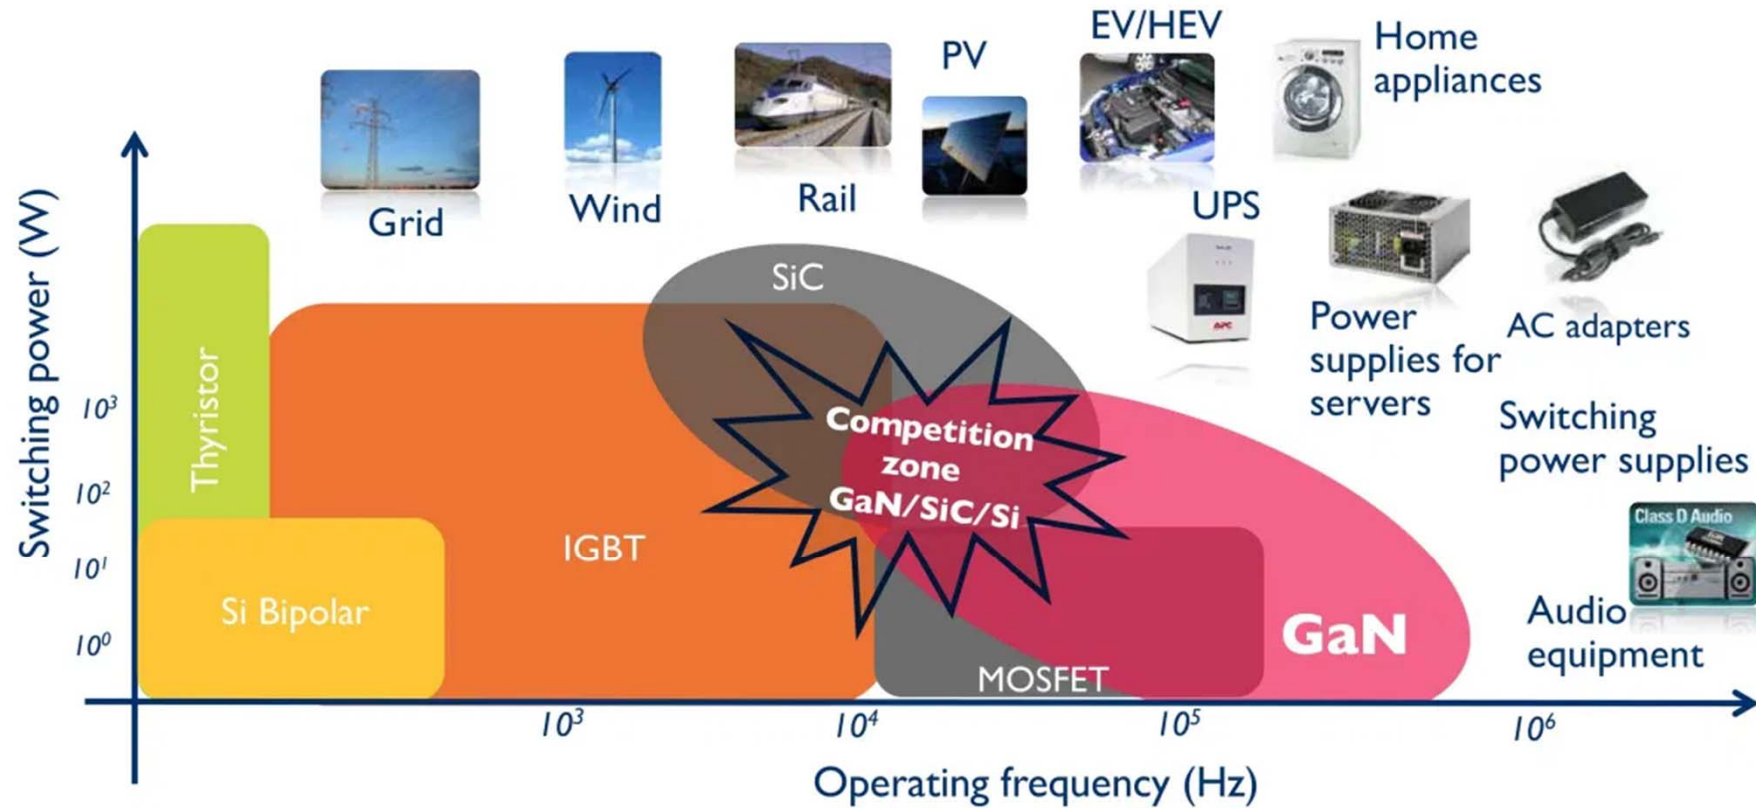 EV/HEV
Home
appliances
PV
Grid
Wind
Rail
UPS
Switching power (W)
SiC
APC
Power
supplies for
servers
AC adapters
Thyristor
10³
10²
10¹
10⁰
Competition
zone
GaN/SiC/Si
Switching
power supplies
IGBT
Class D Audio
Si Bipolar
GaN
Audio
equipment
MOSFET
10³
10⁴
10⁵
10⁶
Operating frequency (Hz)